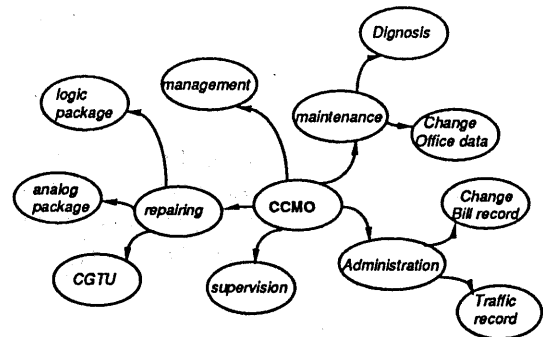 Dignosis
logic
package
management
maintenance
Change
Office data
analog
package
repairing
CCMO
Change
Bill record
CGTU
supervision
Administration
Traffic
record